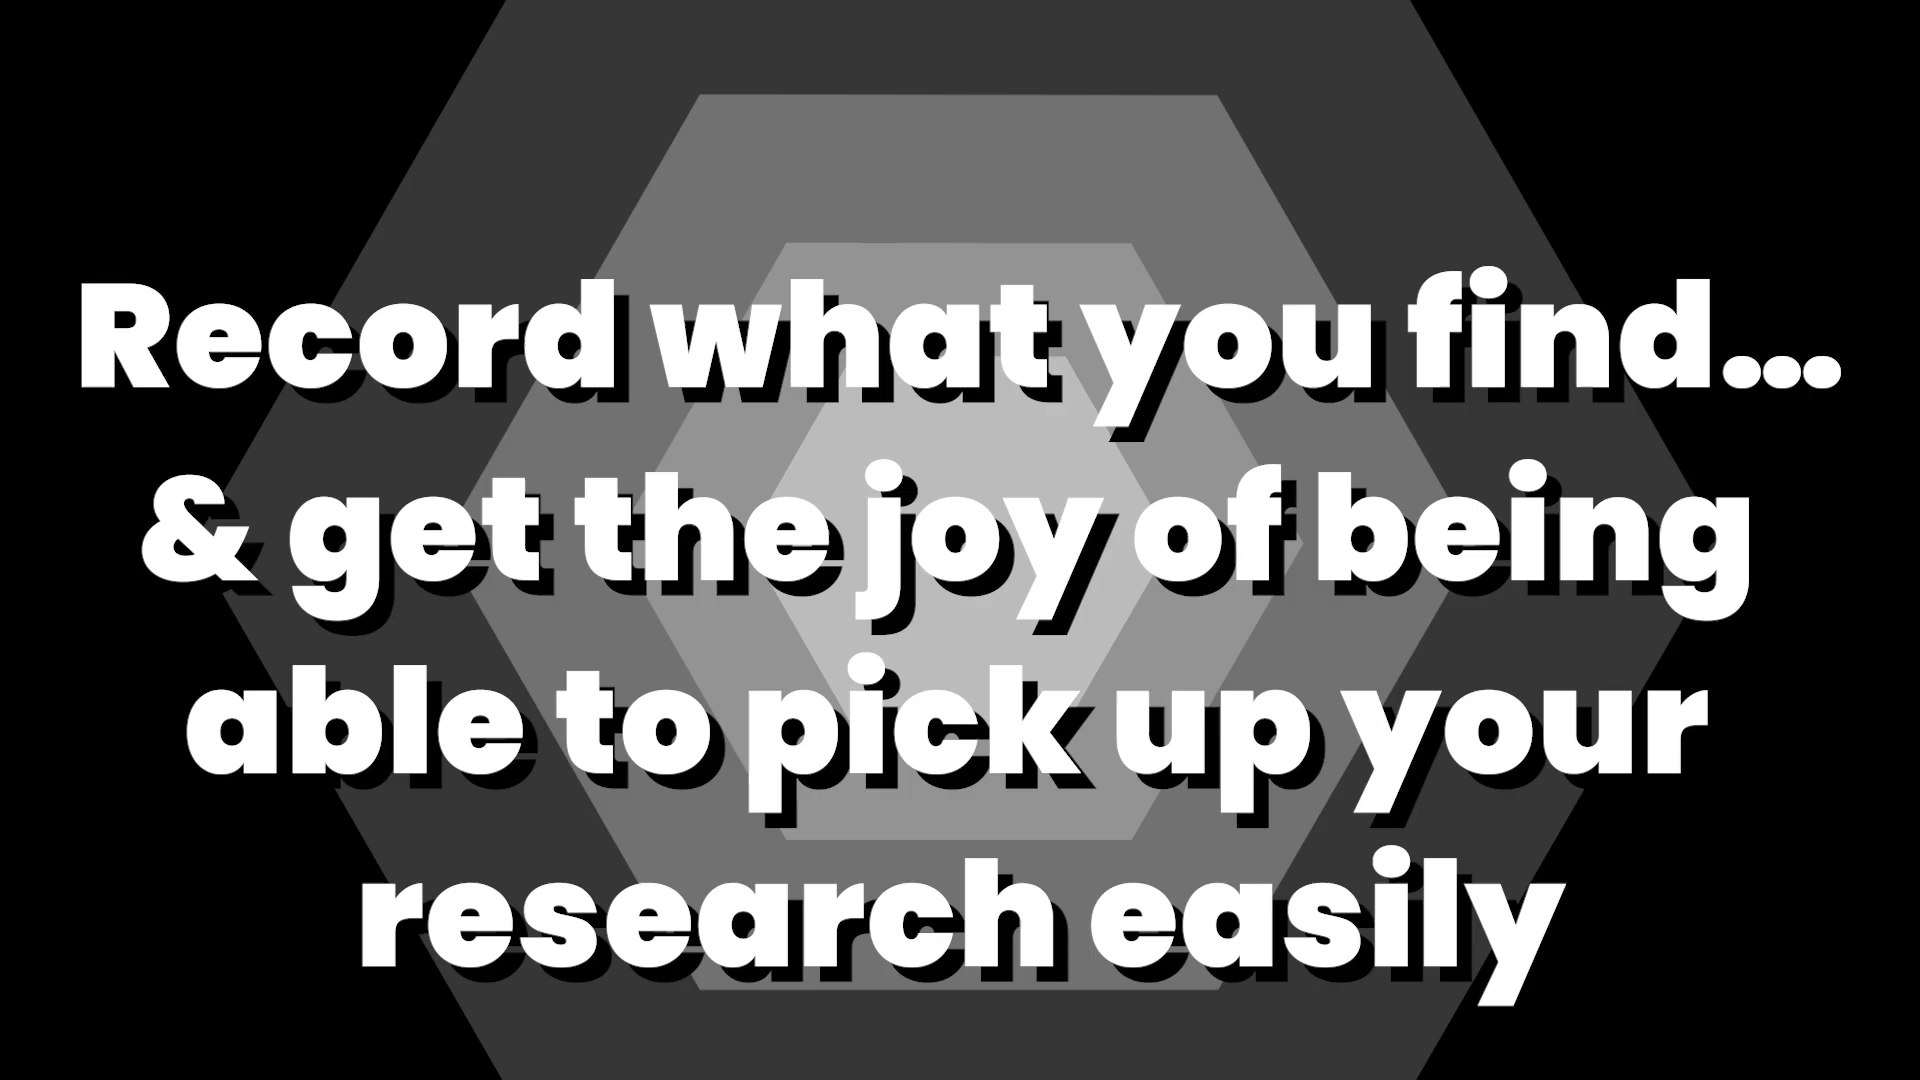 Record what you find...
& get the joy of being
able to pick up your
research easily